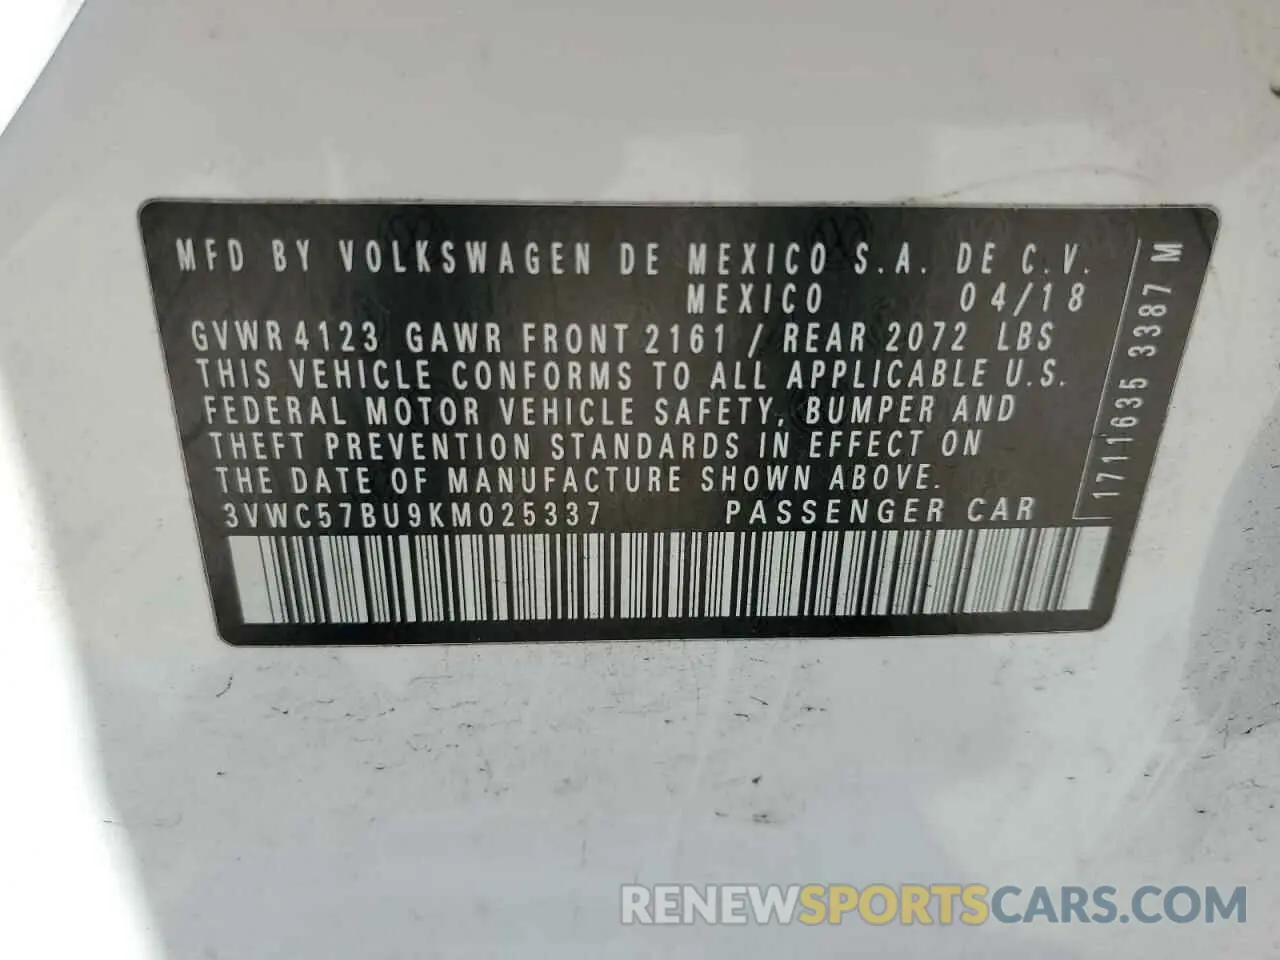 MFD BY VOLKSWAGEN DE MEXICO S.A. DE C.V.
MEXICO 04/18
GVWR 4123 GAWR FRONT 2161 / REAR 2072 LBS
THIS VEHICLE CONFORMS TO ALL APPLICABLE U.S.
FEDERAL MOTOR VEHICLE SAFETY, BUMPER AND
THEFT PREVENTION STANDARDS IN EFFECT ON
THE DATE OF MANUFACTURE SHOWN ABOVE.
3VWC57BU9KM025337 PASSENGER CAR
1711635 3387 M
RENEWSPORTSCARS.COM